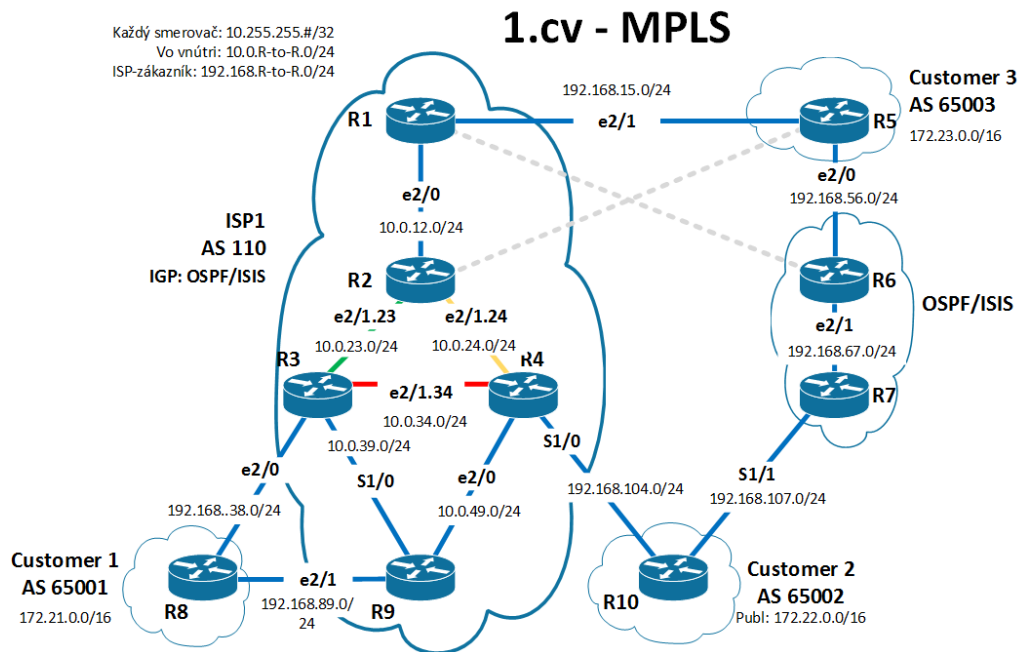 1.cv - MPLS
Každý smerovač: 10.255.255.#/32
Vo vnútri: 10.0.R-to-R.0/24
ISP-zákazník: 192.168.R-to-R.0/24
Customer 3
AS 65003
172.23.0.0/16
192.168.15.0/24
R1
e2/1
R5
e2/0
e2/0
192.168.56.0/24
10.0.12.0/24
ISP1
AS 110
IGP: OSPF/ISIS
R2
R6
OSPF/ISIS
e2/1.23
e2/1.24
e2/1
10.0.23.0/24
10.0.24.0/24
192.168.67.0/24
R3
R4
e2/1.34
R7
10.0.34.0/24
10.0.39.0/24
S1/0
e2/0
S1/0
e2/0
S1/1
192.168..38.0/24
10.0.49.0/24
192.168.104.0/24
192.168.107.0/24
Customer 1
AS 65001
172.21.0.0/16
R8
e2/1
192.168.89.0/
24
R9
R10
Customer 2
AS 65002
Publ: 172.22.0.0/16